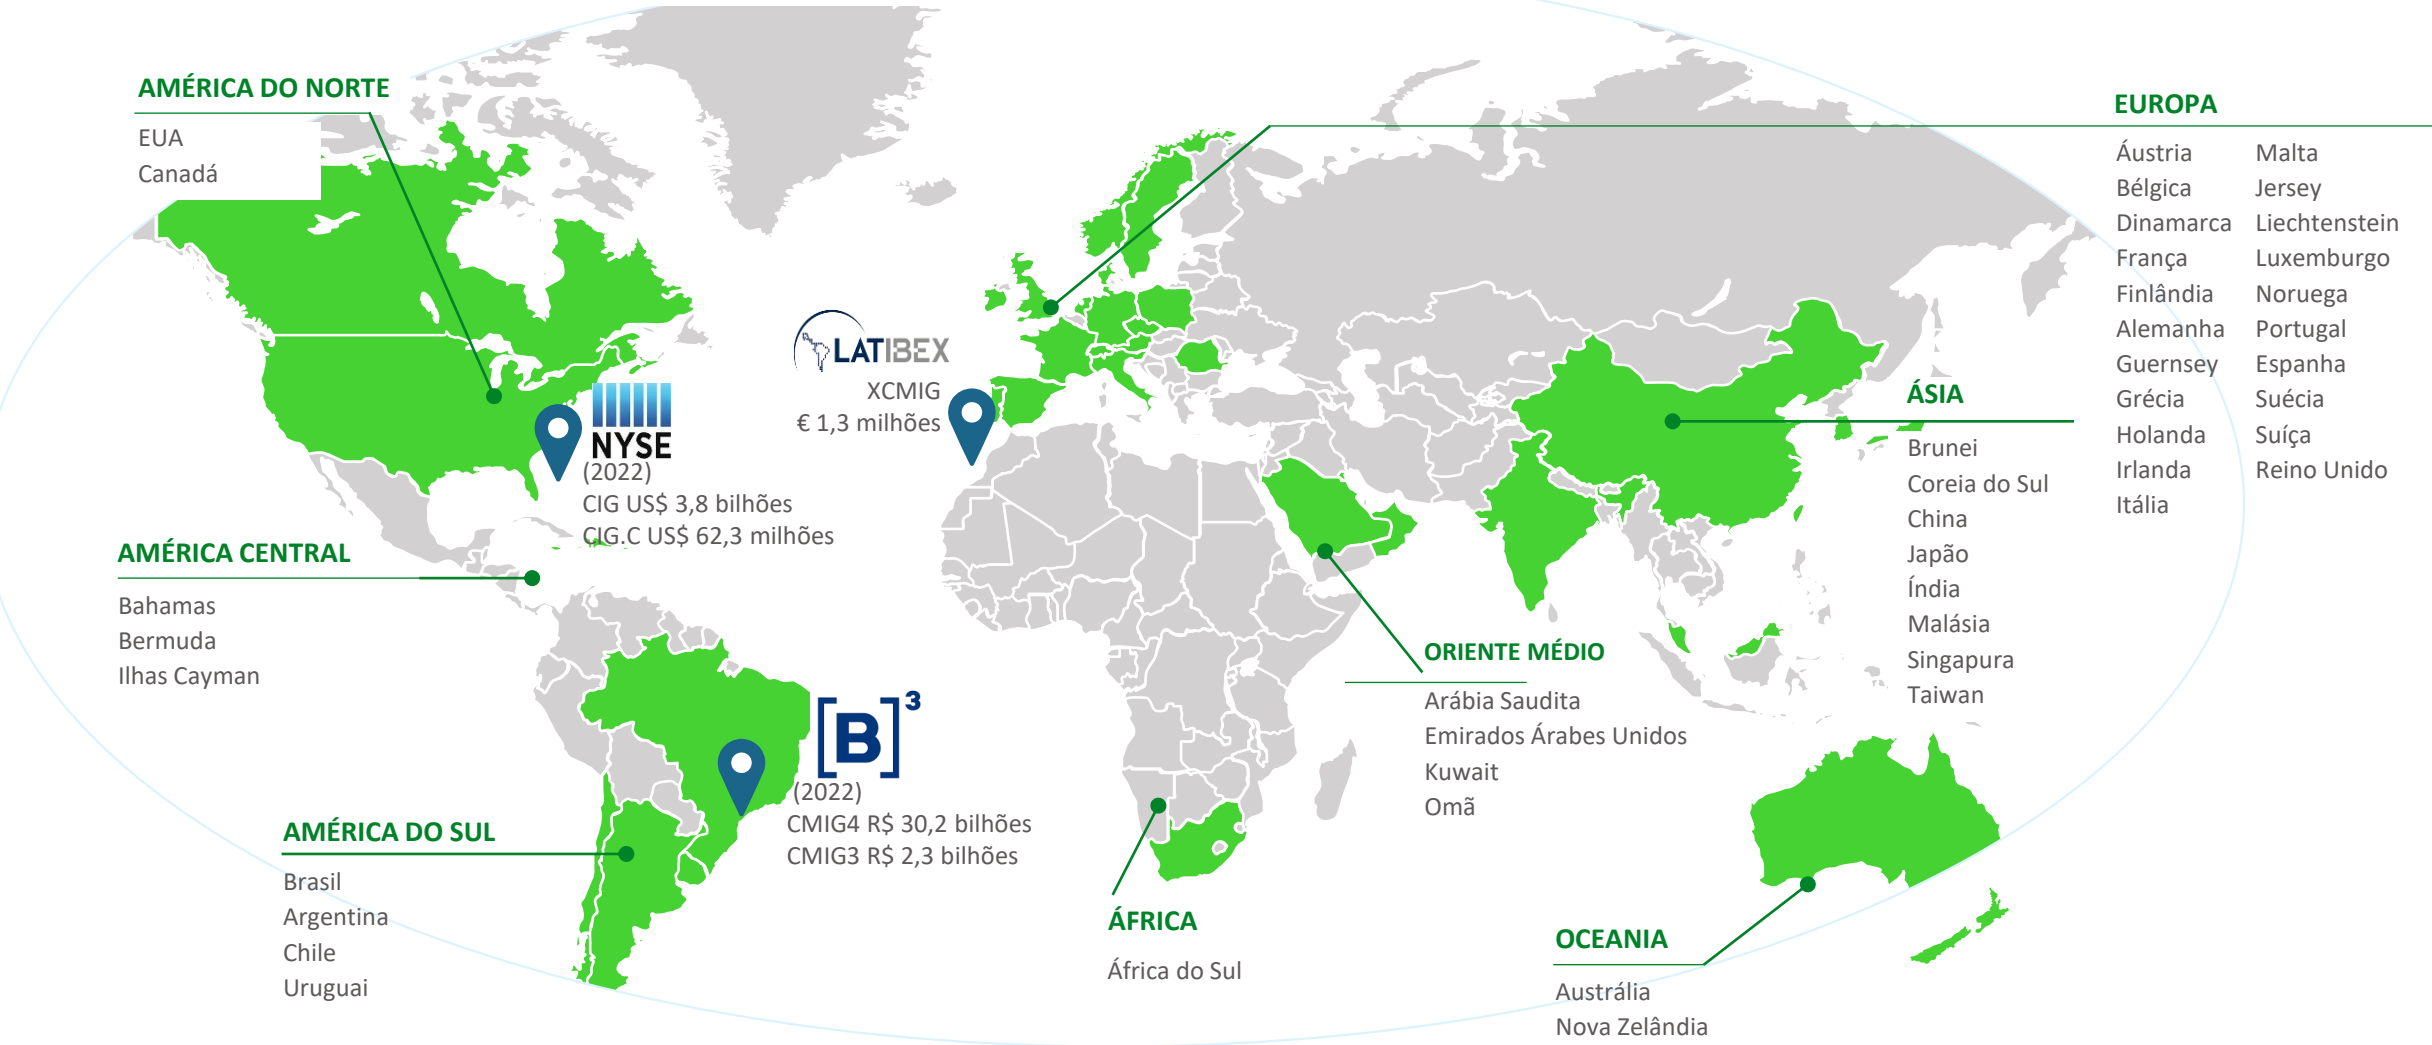 AMÉRICA DO NORTE
EUA
Canadá
EUROPA
Áustria
Bélgica
Dinamarca
França
Finlândia
Alemanha
Guernsey
Grécia
Holanda
Irlanda
Itália
Malta
Jersey
Liechtenstein
Luxemburgo
Noruega
Portugal
Espanha
Suécia
Suíça
Reino Unido
LATIBEX
XCMIG
€ 1,3 milhões
NYSE
(2022)
CIG US$ 3,8 bilhões
CIG.C US$ 62,3 milhões
ÁSIA
Brunei
Coreia do Sul
China
Japão
Índia
Malásia
Singapura
Taiwan
AMÉRICA CENTRAL
Bahamas
Bermuda
Ilhas Cayman
ORIENTE MÉDIO
Arábia Saudita
Emirados Árabes Unidos
Kuwait
Omã
[B]³
(2022)
CMIG4 R$ 30,2 bilhões
CMIG3 R$ 2,3 bilhões
AMÉRICA DO SUL
Brasil
Argentina
Chile
Uruguai
ÁFRICA
África do Sul
OCEANIA
Austrália
Nova Zelândia